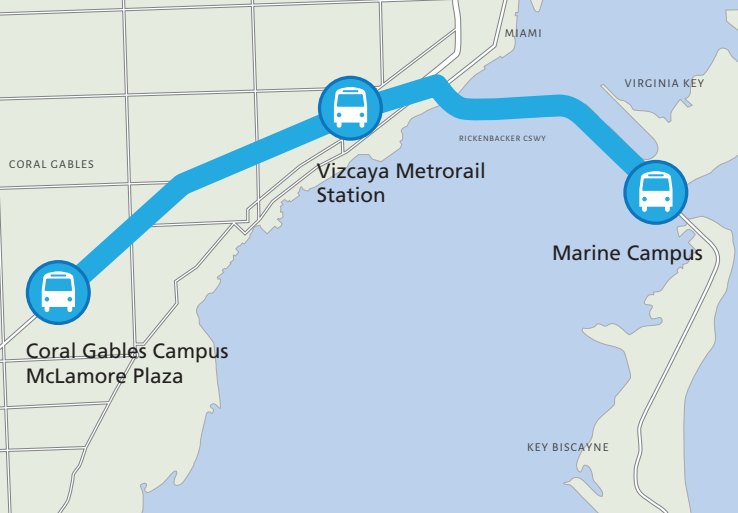 MIAMI
VIRGINIA KEY
RICKENBACKER CSWY
CORAL GABLES
Vizcaya Metrorail
Station
Marine Campus
Coral Gables Campus
McLamore Plaza
KEY BISCAYNE